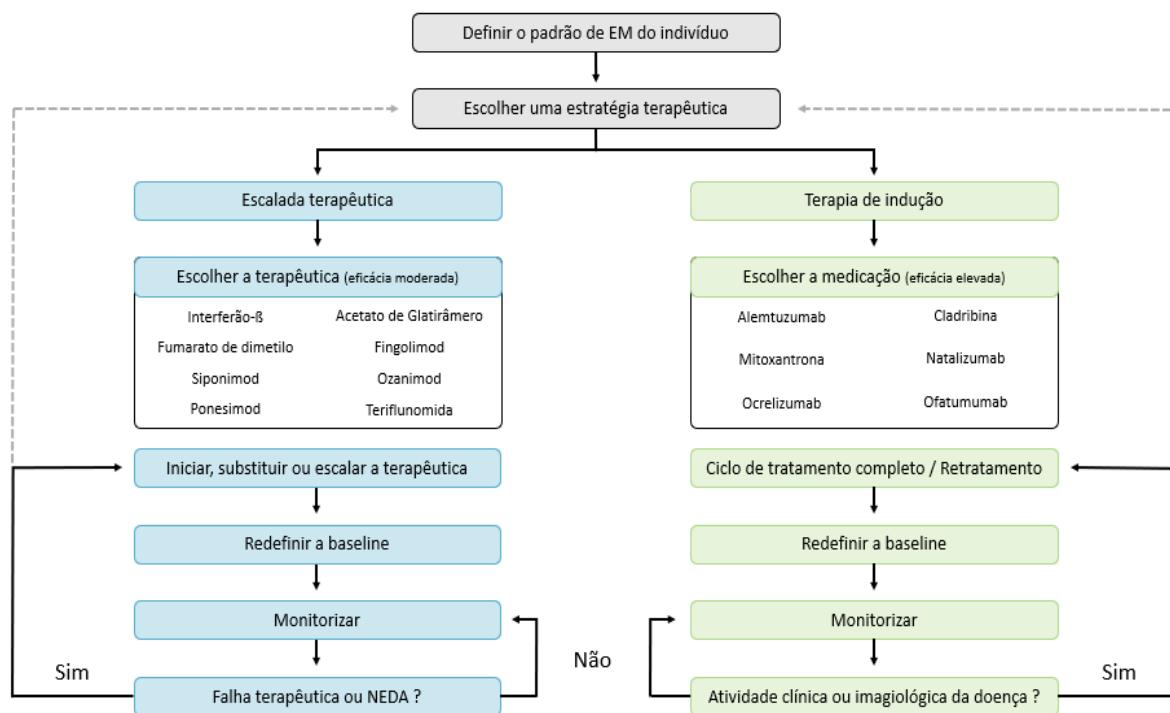 Definir o padrão de EM do indivíduo
Escolher uma estratégia terapêutica
Escalada terapêutica
Escolher a terapêutica (eficácia moderada)
Interferão-ß
Acetato de Glatirâmero
Fumarato de dimetilo
Fingolimod
Siponimod
Ozanimod
Ponesimod
Teriflunomida
Iniciar, substituir ou escalar a terapêutica
Redefinir a baseline
Monitorizar
Falha terapêutica ou NEDA ?
Sim
Não
Terapia de indução
Escolher a medicação (eficácia elevada)
Alemtuzumab
Cladribina
Mitoxantrona
Natalizumab
Ocrelizumab
Ofatumumab
Ciclo de tratamento completo / Retratamento
Redefinir a baseline
Monitorizar
Atividade clínica ou imagiológica da doença ?
Sim